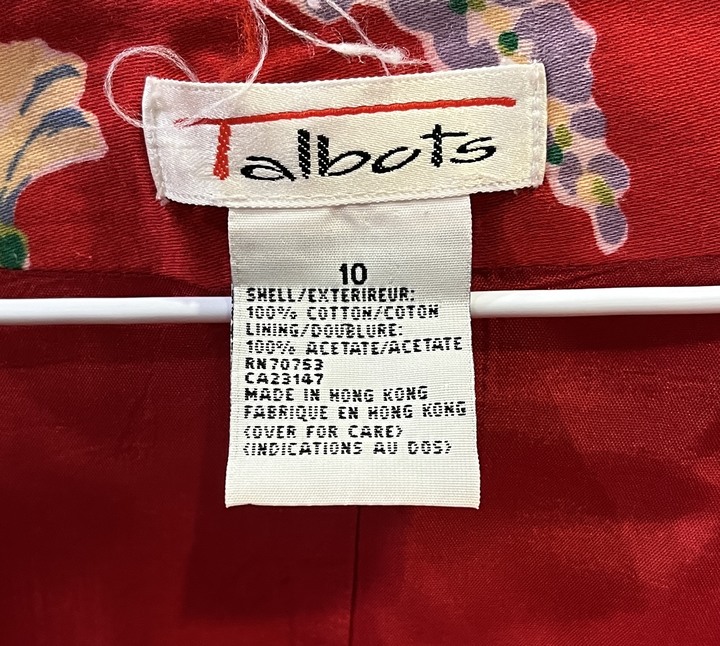 Talbots
10
SHELL/EXTERIREUR:
100% COTTON/COTON
LINING/DOUBLURE:
100% ACETATE/ACETATE
RN70753
CA23147
MADE IN HONG KONG
FABRIQUE EN HONG KONG
<OVER FOR CARE>
<INDICATIONS AU DOS>